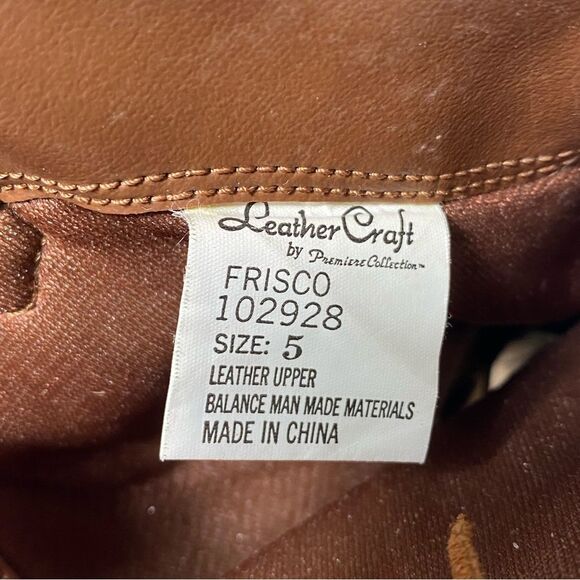 Leather Craft
by Premiere Collection™
FRISCO
102928
SIZE: 5
LEATHER UPPER
BALANCE MAN MADE MATERIALS
MADE IN CHINA